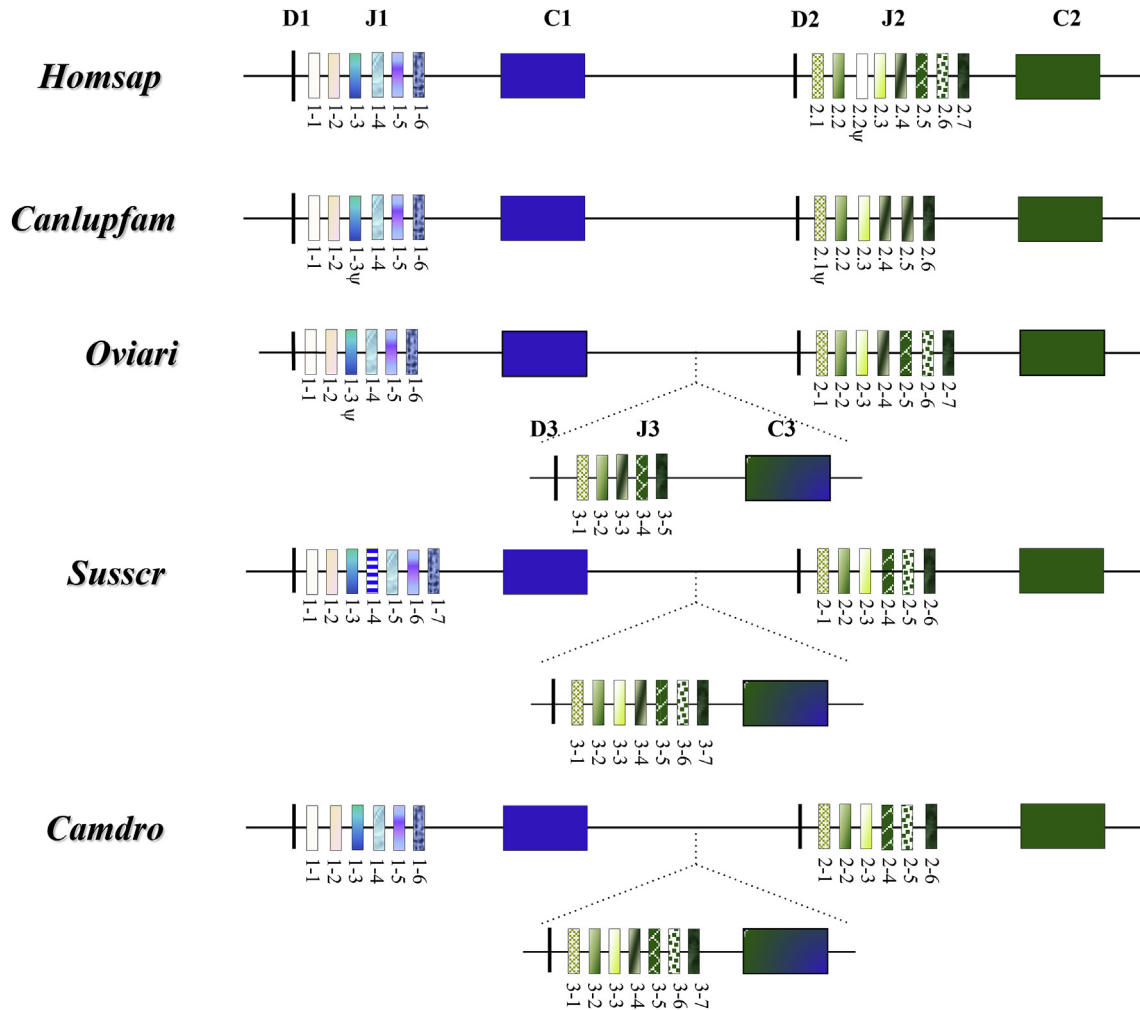 D1 J1 C1 D2 J2 C2
Homsap
1-1 1-2 1-3 1-4 1-5 1-6 2.1 2.2 2.2ψ 2.3 2.4 2.5 2.6 2.7
Canlupfam
1-1 1-2 1-3ψ 1-4 1-5 1-6 2.1ψ 2.2 2.3 2.4 2.5 2.6
Oviari
1-1 1-2 1-3 ψ 1-4 1-5 1-6 2-1 2-2 2-3 2-4 2-5 2-6 2-7
D3 J3 C3
3-1 3-2 3-3 3-4 3-5
Susscr
1-1 1-2 1-3 1-4 1-5 1-6 1-7 2-1 2-2 2-3 2-4 2-5 2-6
3-1 3-2 3-3 3-4 3-5 3-6 3-7
Camdro
1-1 1-2 1-3 1-4 1-5 1-6 2-1 2-2 2-3 2-4 2-5 2-6
3-1 3-2 3-3 3-4 3-5 3-6 3-7